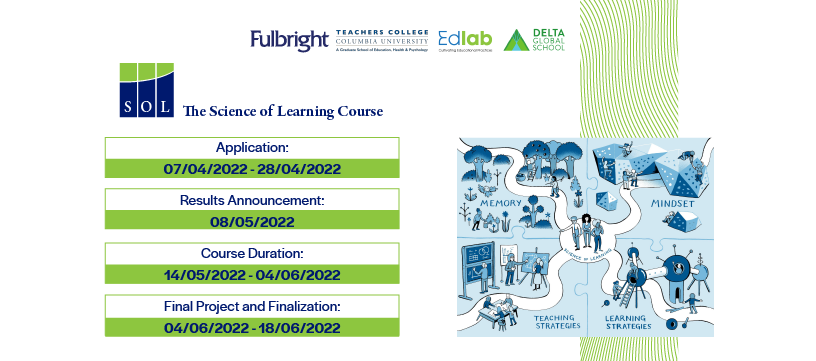 Fulbright
TEACHERS COLLEGE
COLUMBIA UNIVERSITY
A Graduate School of Education, Health & Psychology
Edlab
Cultivating Educational Practices
DELTA
GLOBAL
SCHOOL
SOL
The Science of Learning Course
Application:
07/04/2022 - 28/04/2022
Results Announcement:
08/05/2022
Course Duration:
14/05/2022 - 04/06/2022
Final Project and Finalization:
04/06/2022 - 18/06/2022
MEMORY
MINDSET
SCIENCE OF LEARNING
TEACHING
STRATEGIES
LEARNING
STRATEGIES